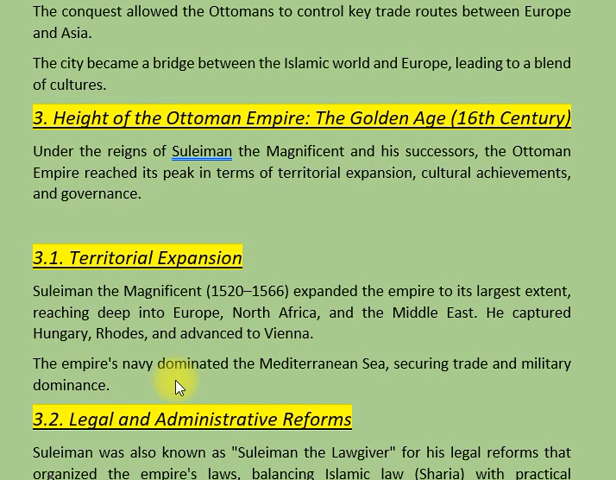 The conquest allowed the Ottomans to control key trade routes between Europe
and Asia.
The city became a bridge between the Islamic world and Europe, leading to a blend
of cultures.
3. Height of the Ottoman Empire: The Golden Age (16th Century)
Under the reigns of Suleiman the Magnificent and his successors, the Ottoman
Empire reached its peak in terms of territorial expansion, cultural achievements,
and governance.
3.1. Territorial Expansion
Suleiman the Magnificent (1520–1566) expanded the empire to its largest extent,
reaching deep into Europe, North Africa, and the Middle East. He captured
Hungary, Rhodes, and advanced to Vienna.
The empire's navy dominated the Mediterranean Sea, securing trade and military
dominance.
3.2. Legal and Administrative Reforms
Suleiman was also known as "Suleiman the Lawgiver" for his legal reforms that
organized the empire's laws, balancing Islamic law (Sharia) with practical